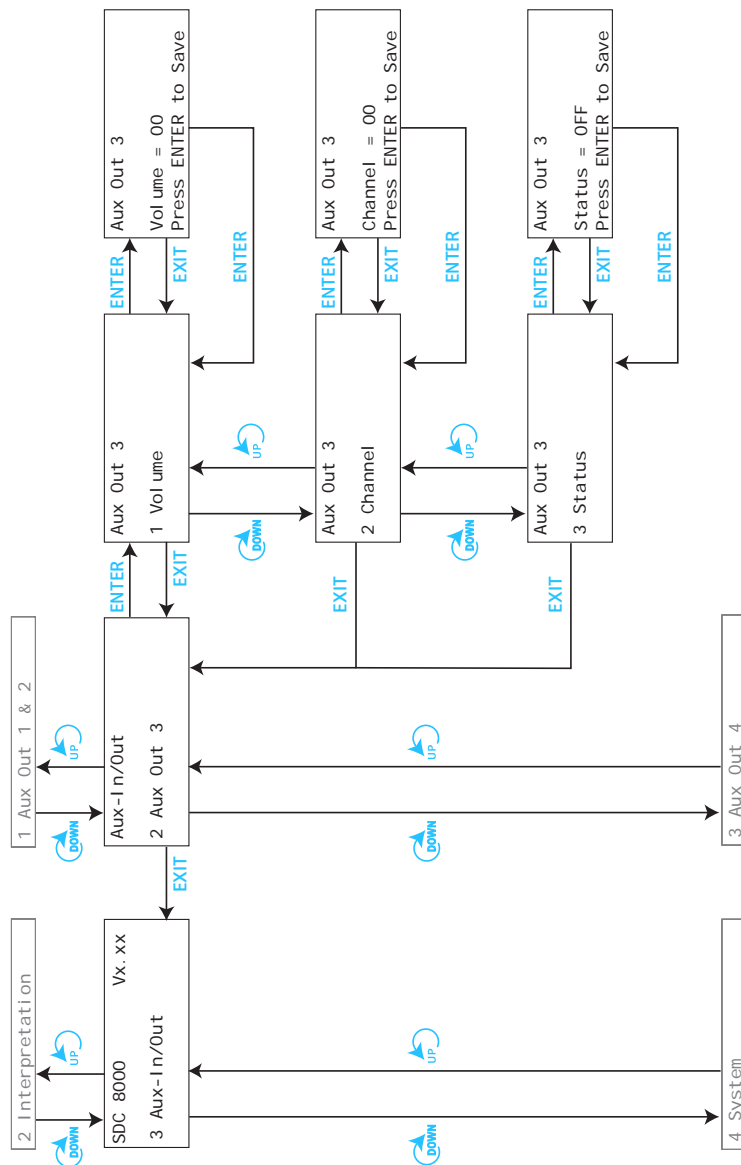 2 Interpretation
DOWN
UP
SDC 8000 Vx.xx
3 Aux-In/Out
DOWN
UP
4 System
EXIT
1 Aux Out 1 & 2
DOWN
UP
Aux-In/Out
2 Aux Out 3
DOWN
UP
3 Aux Out 4
ENTER
EXIT
EXIT
EXIT
Aux Out 3
1 Volume
DOWN
UP
Aux Out 3
2 Channel
DOWN
UP
Aux Out 3
3 Status
ENTER
EXIT
ENTER
ENTER
EXIT
ENTER
ENTER
EXIT
ENTER
Aux Out 3
Volume = 00
Press ENTER to Save
Aux Out 3
Channel = 00
Press ENTER to Save
Aux Out 3
Status = OFF
Press ENTER to Save